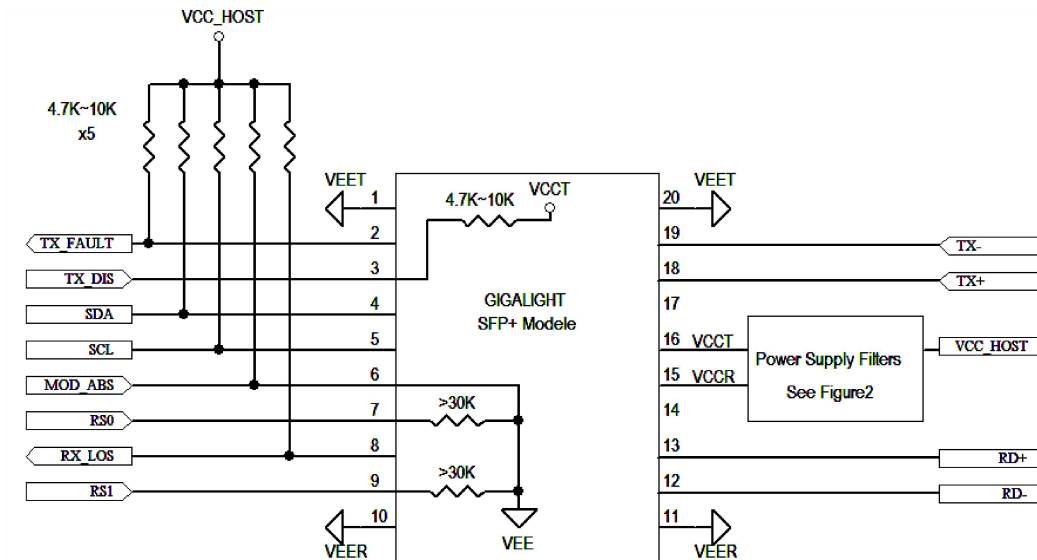 VCC_HOST
4.7K~10K
x5
VEET
1
2
3
4
5
6
7
8
9
10
VEER
TX_FAULT
TX_DIS
SDA
SCL
MOD_ABS
RS0
RX_LOS
RS1
4.7K~10K
VCCT
GIGALIGHT
SFP+ Modele
>30K
>30K
VEE
20
VEET
19
18
17
16
VCCT
15
VCCR
14
13
12
11
VEER
TX-
TX+
Power Supply Filters
See Figure2
VCC_HOST
RD+
RD-